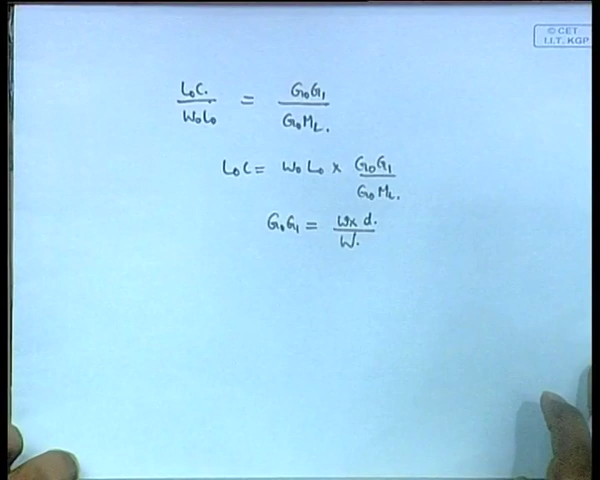 © CET
I.I.T. KGP
L₀C. / W₀L₀ = G₀G₁ / G₀M_L.
L₀C = W₀L₀ × G₀G₁ / G₀M_L.
G₀G₁ = w × d. / W.